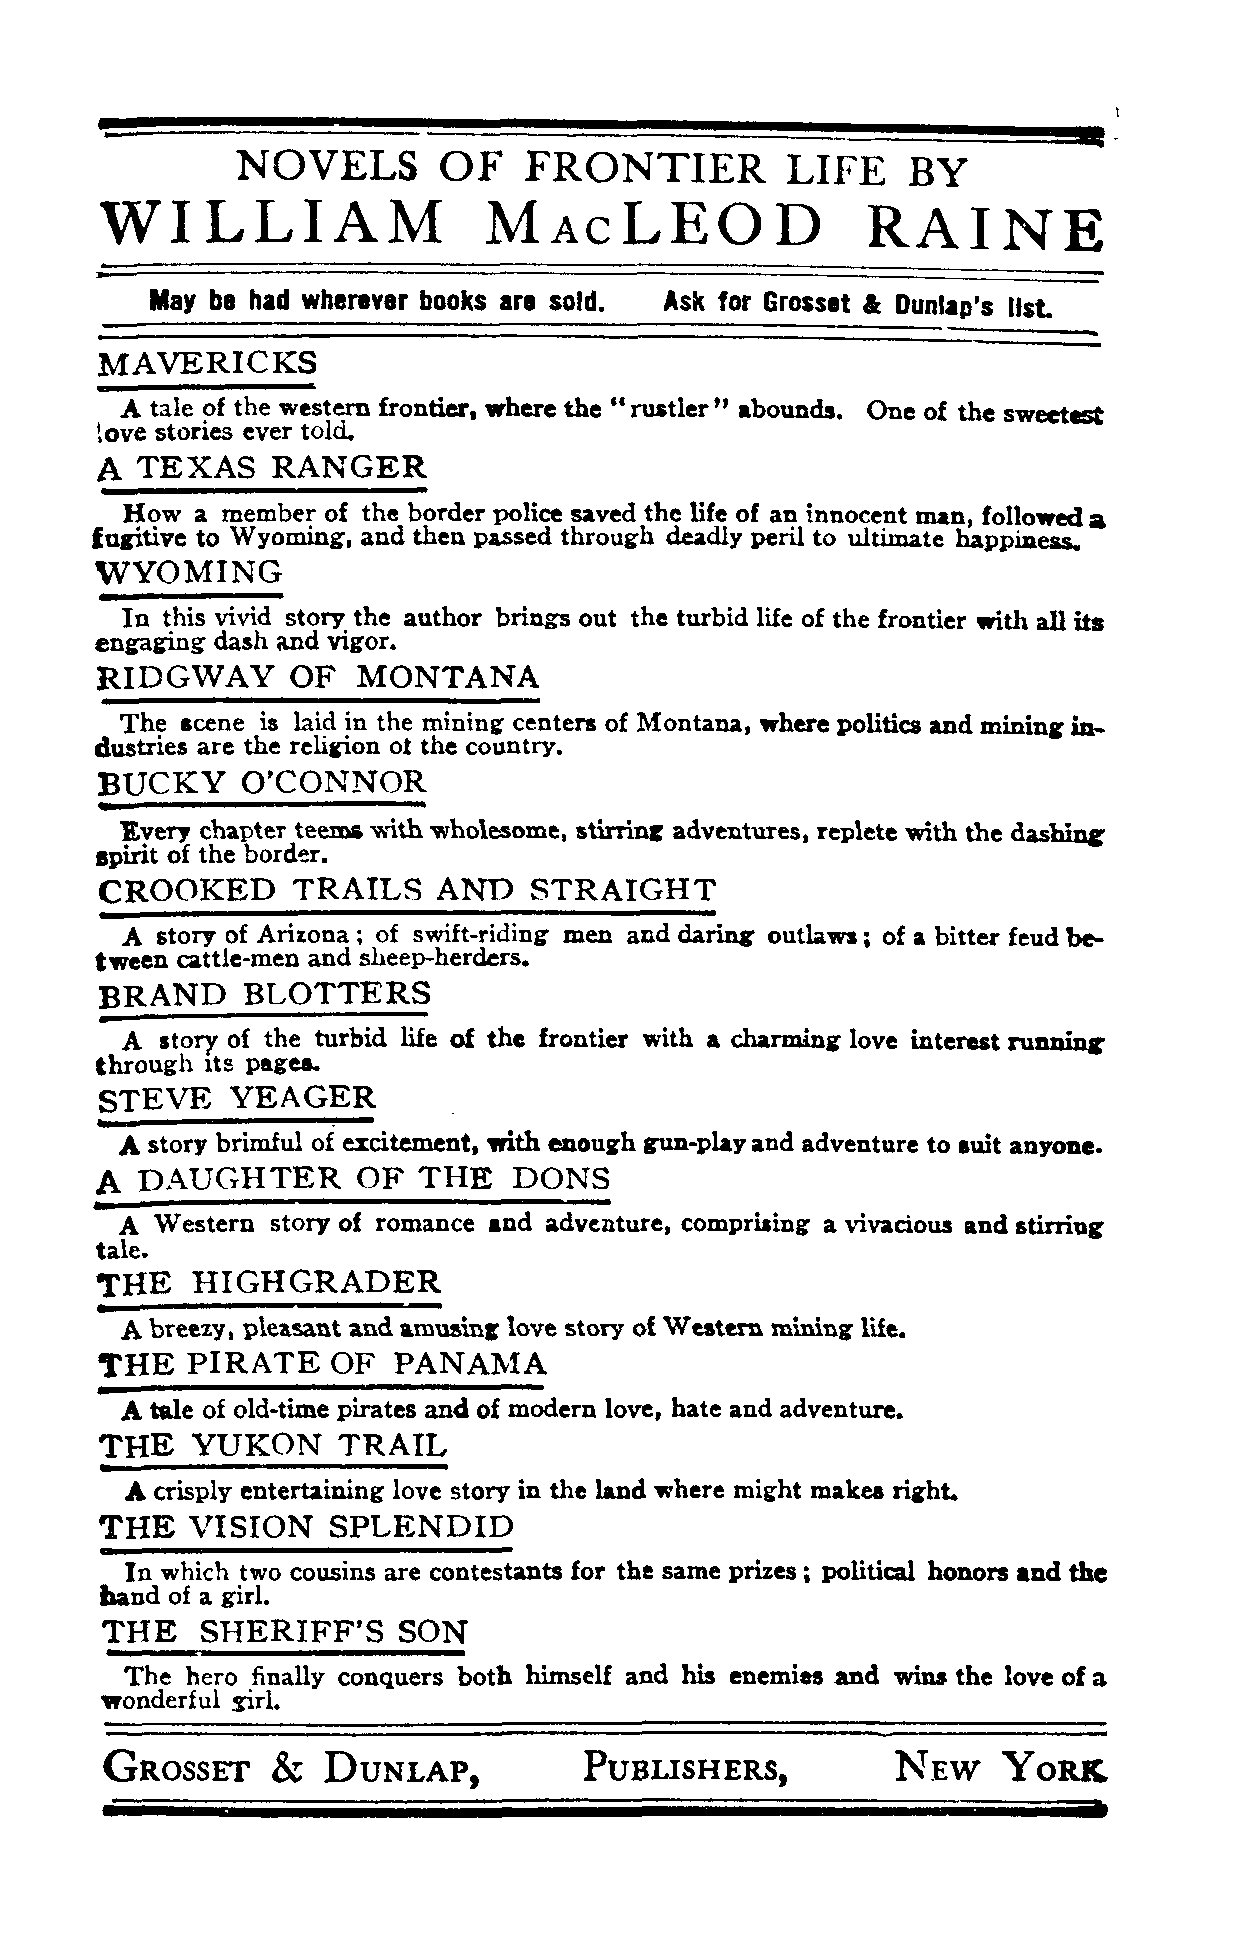 NOVELS OF FRONTIER LIFE BY
WILLIAM MACLEOD RAINE
May be had wherever books are sold. Ask for Grosset & Dunlap's list.
MAVERICKS
A tale of the western frontier, where the "rustler" abounds. One of the sweetest
love stories ever told.
A TEXAS RANGER
How a member of the border police saved the life of an innocent man, followed a
fugitive to Wyoming, and then passed through deadly peril to ultimate happiness.
WYOMING
In this vivid story the author brings out the turbid life of the frontier with all its
engaging dash and vigor.
RIDGWAY OF MONTANA
The scene is laid in the mining centers of Montana, where politics and mining in-
dustries are the religion of the country.
BUCKY O'CONNOR
Every chapter teems with wholesome, stirring adventures, replete with the dashing
spirit of the border.
CROOKED TRAILS AND STRAIGHT
A story of Arizona; of swift-riding men and daring outlaws; of a bitter feud be-
tween cattle-men and sheep-herders.
BRAND BLOTTERS
A story of the turbid life of the frontier with a charming love interest running
through its pages.
STEVE YEAGER
A story brimful of excitement, with enough gun-play and adventure to suit anyone.
A DAUGHTER OF THE DONS
A Western story of romance and adventure, comprising a vivacious and stirring
tale.
THE HIGHGRADER
A breezy, pleasant and amusing love story of Western mining life.
THE PIRATE OF PANAMA
A tale of old-time pirates and of modern love, hate and adventure.
THE YUKON TRAIL
A crisply entertaining love story in the land where might makes right.
THE VISION SPLENDID
In which two cousins are contestants for the same prizes; political honors and the
hand of a girl.
THE SHERIFF'S SON
The hero finally conquers both himself and his enemies and wins the love of a
wonderful girl.
GROSSET & DUNLAP, PUBLISHERS, NEW YORK